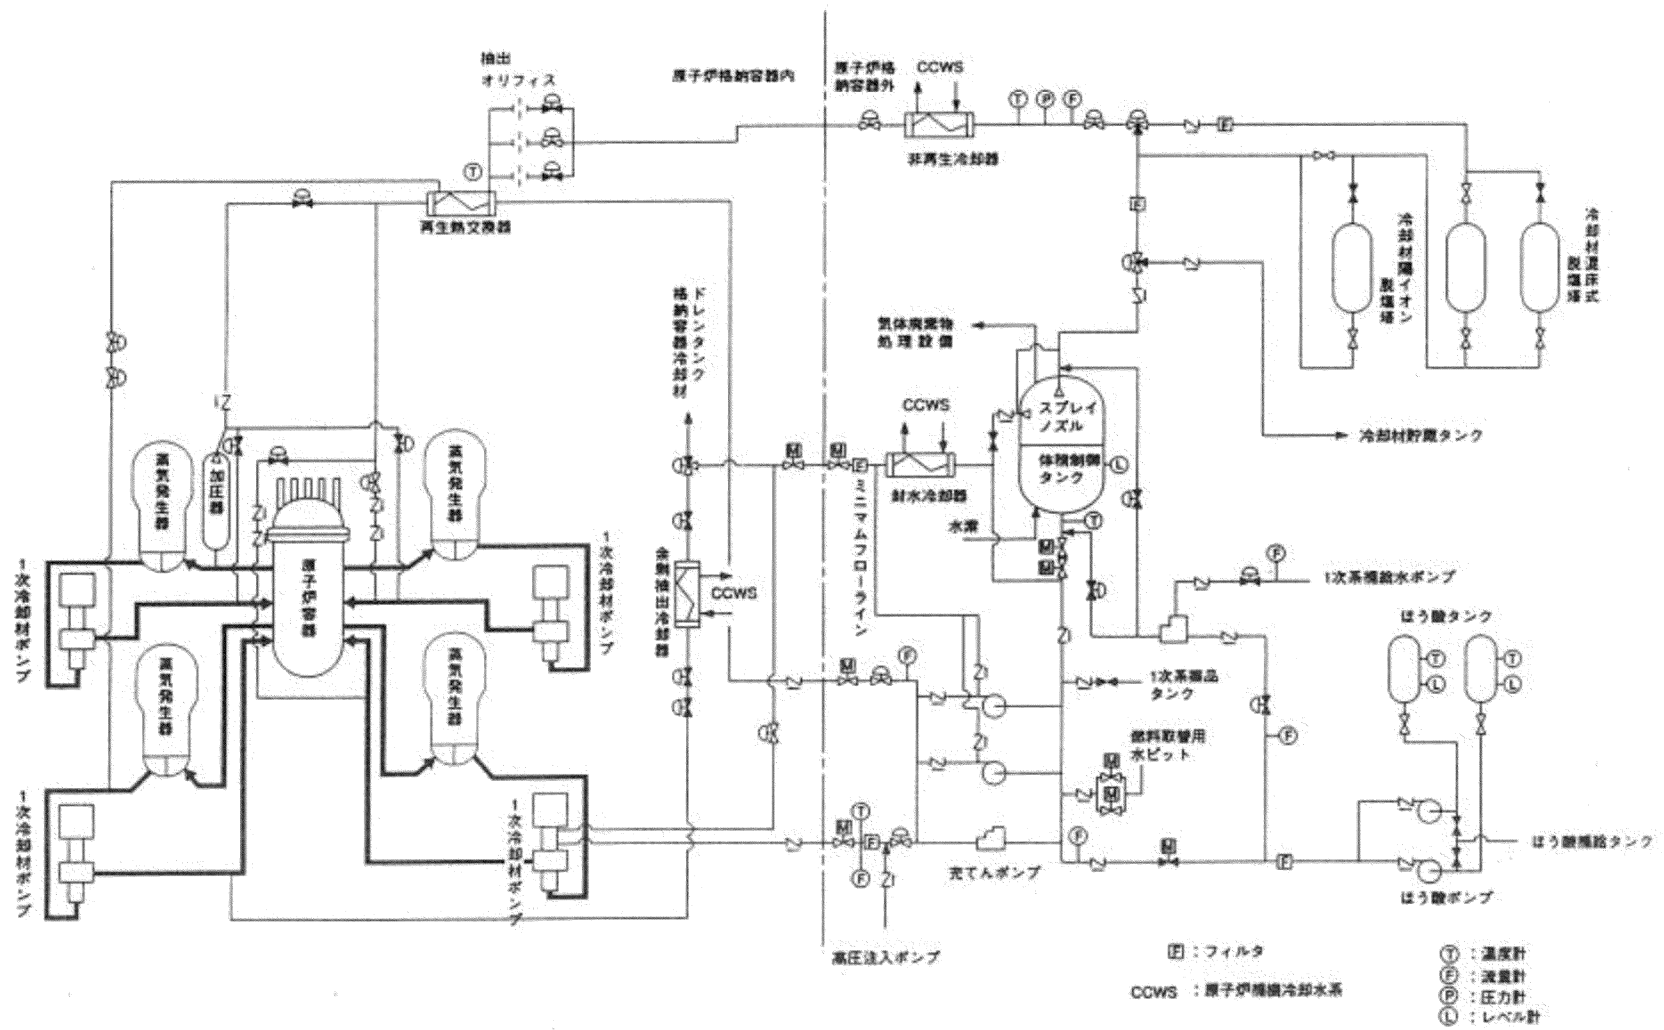 抽出
オリフィス
原子炉格納容器内
原子炉格
納容器外
CCWS
T
P
F
非再生冷却器
F
T
再生熱交換器
F
冷却材陽イオン
脱塩塔
冷却材混床式
脱塩塔
格納容器冷却材
ドレンタンク
気体廃棄物
処理設備
CCWS
スプレイ
ノズル
体積制御
タンク
L
冷却材貯蔵タンク
蒸気発生器
加圧器
蒸気発生器
M
M
F
封水冷却器
ミニマムフローライン
水素
T
M
M
1次冷却材ポンプ
原子炉容器
1次冷却材ポンプ
余剰抽出冷却器
CCWS
F
1次系補給水ポンプ
ほう酸タンク
T
L
T
L
蒸気発生器
蒸気発生器
M
F
1次系薬品
タンク
燃料取替用
水ピット
M
M
F
1次冷却材ポンプ
1次冷却材ポンプ
T
M
F
F
充てんポンプ
F
M
F
ほう酸補給タンク
ほう酸ポンプ
高圧注入ポンプ
F:フィルタ
CCWS:原子炉補機冷却水系
T:温度計
F:流量計
P:圧力計
L:レベル計